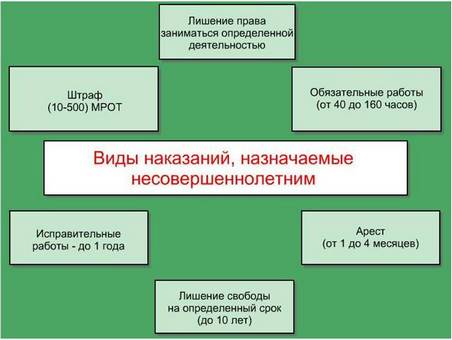 Лишение права
заниматься определенной
деятельностью
Штраф
(10-500) МРОТ
Обязательные работы
(от 40 до 160 часов)
Виды наказаний, назначаемые
несовершеннолетним
Исправительные
работы - до 1 года
Арест
(от 1 до 4 месяцев)
Лишение свободы
на определенный срок
(до 10 лет)